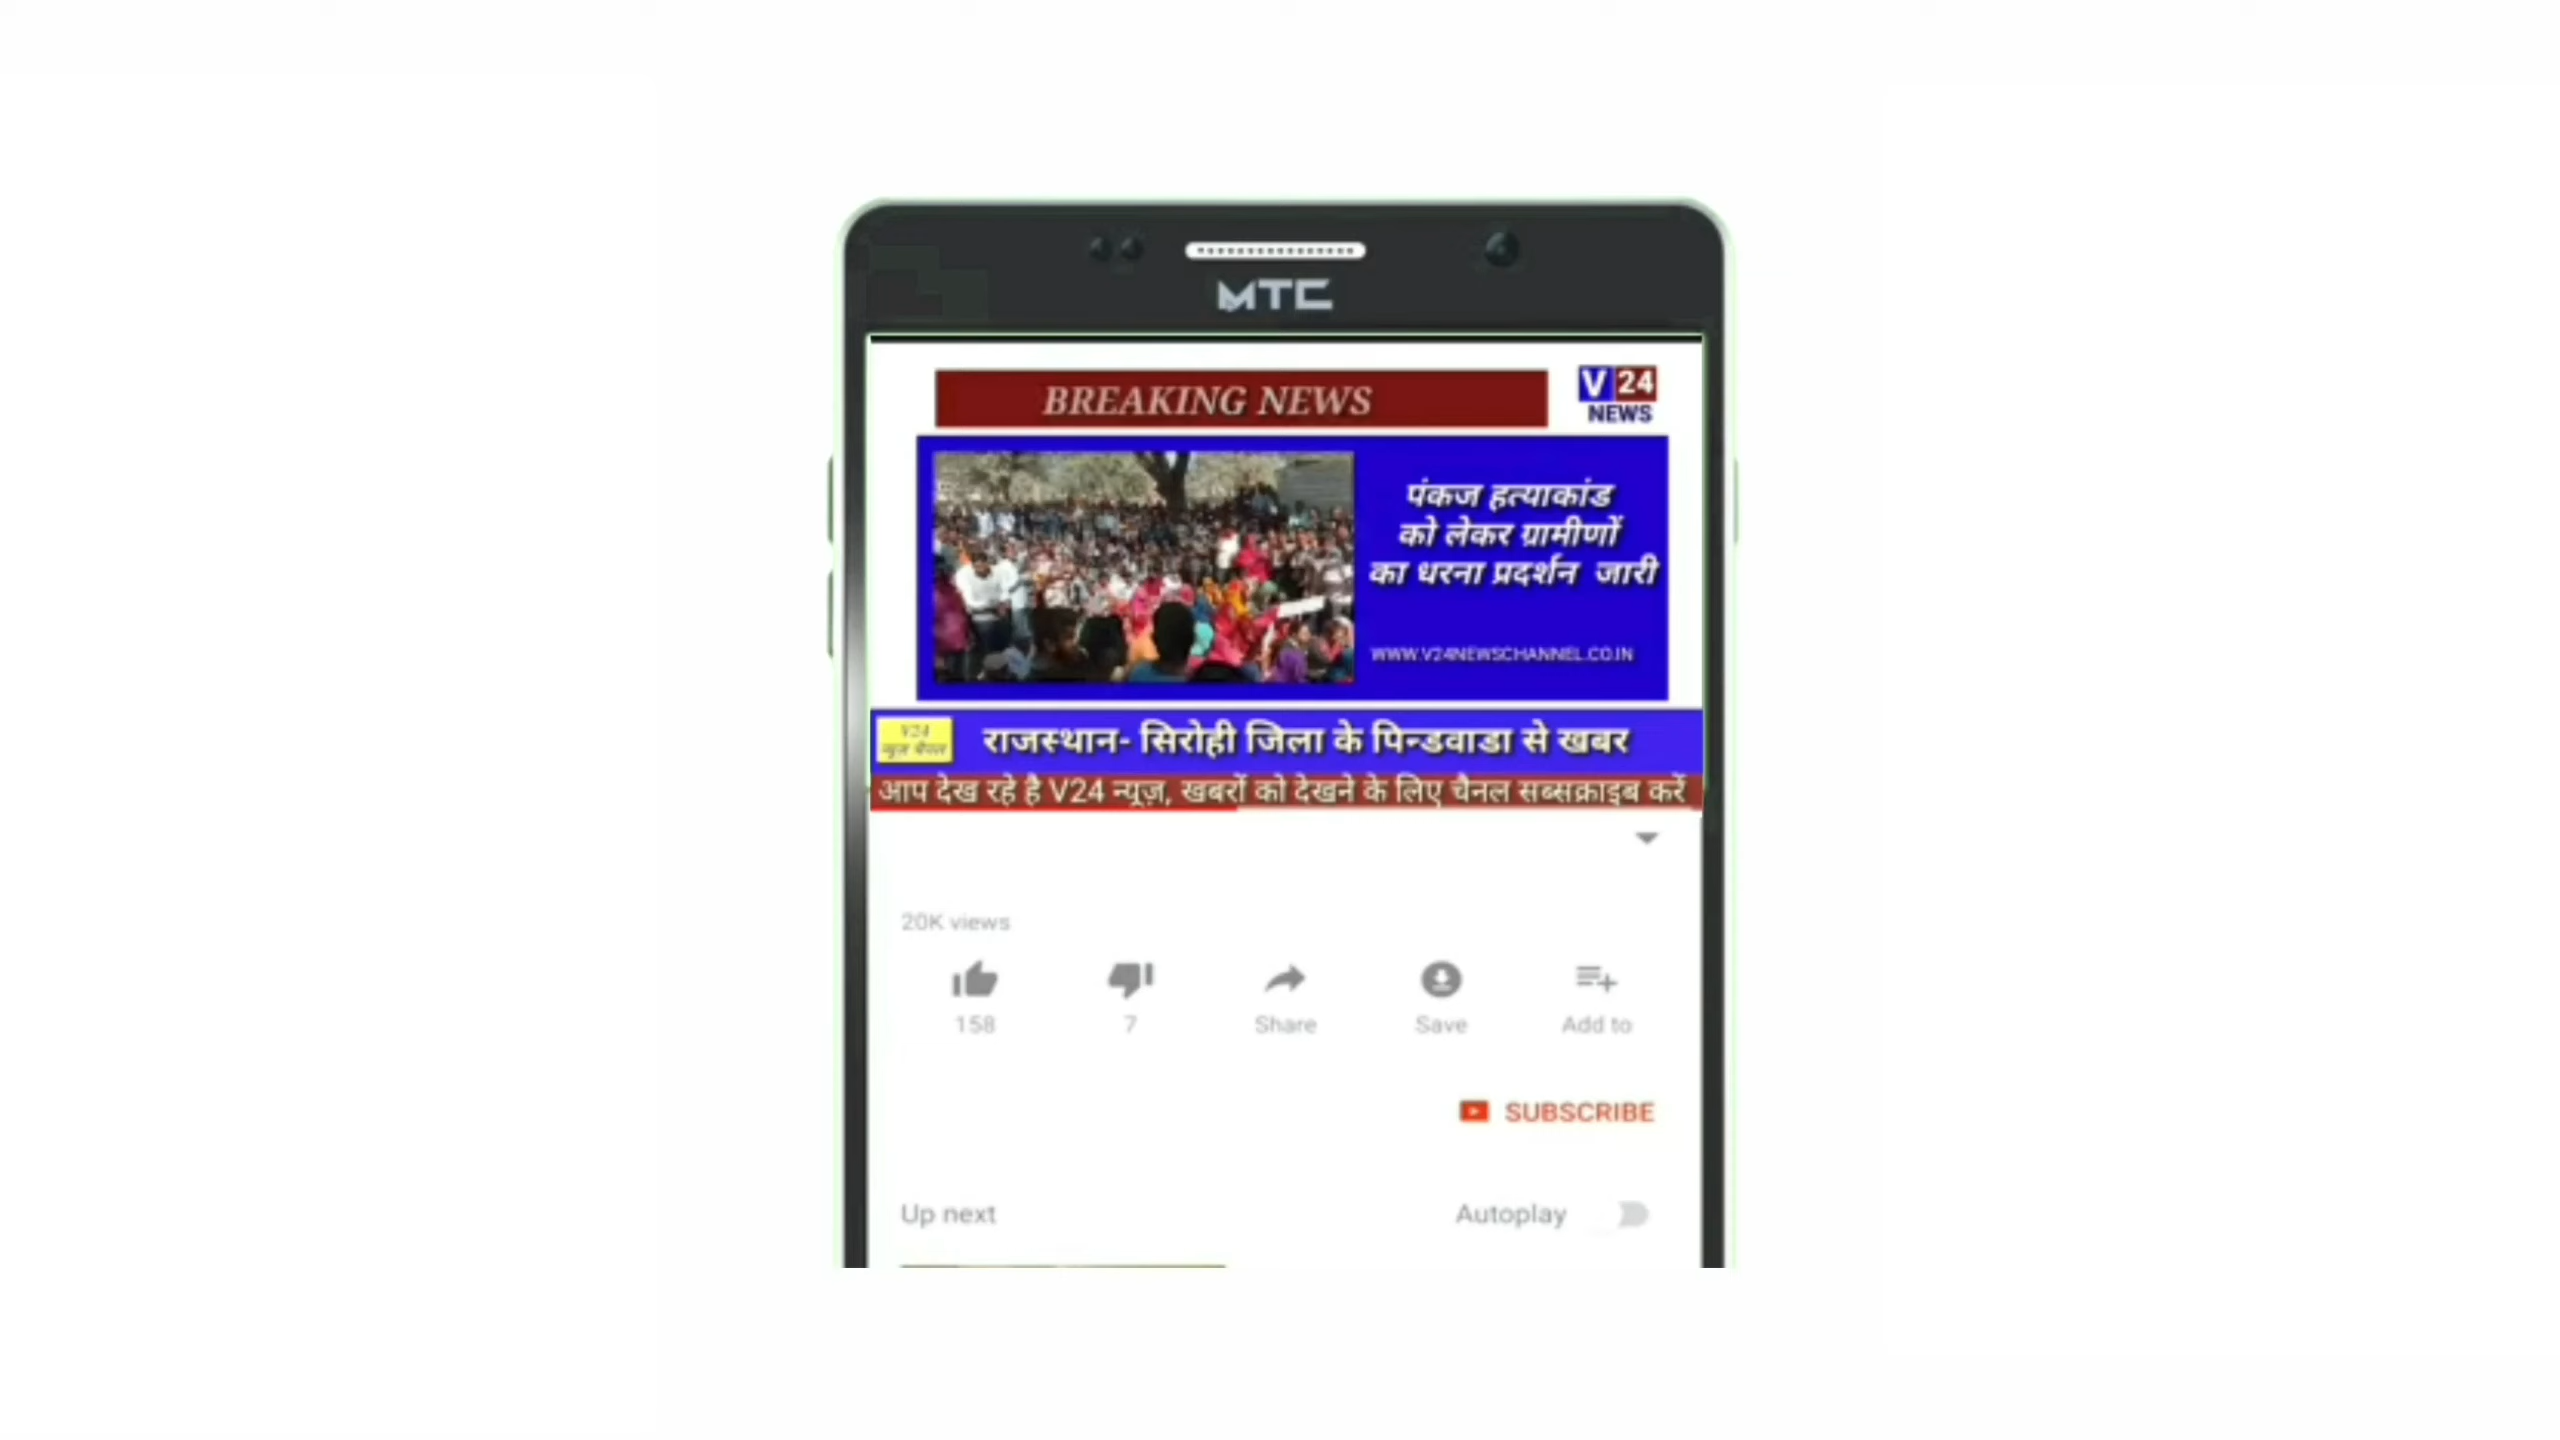 MTC
BREAKING NEWS
V 24
NEWS
पंकज हत्याकांड
को लेकर ग्रामीणों
का धरना प्रदर्शन जारी
WWW.V24NEWSCHANNEL.CO.IN
V24
न्यूज चैनल
राजस्थान- सिरोही जिला के पिन्डवाडा से खबर
आप देख रहे है V24 न्यूज़, खबरों को देखने के लिए चैनल सब्सक्राइब करें
20K views
158
7
Share
Save
Add to
SUBSCRIBE
Up next
Autoplay